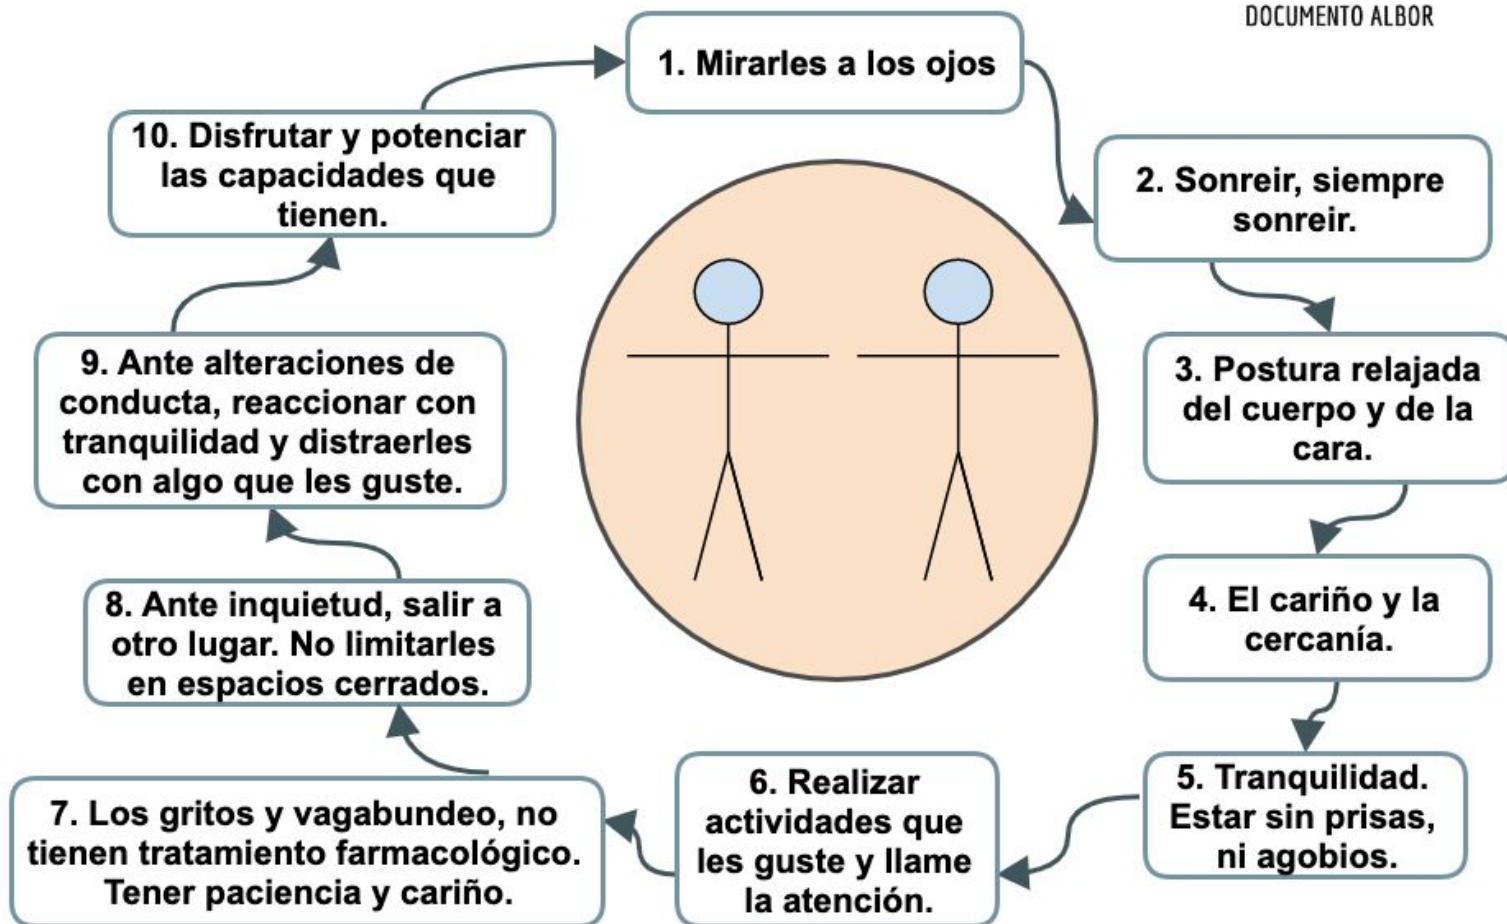 DOCUMENTO ALBOR
1. Mirarles a los ojos
2. Sonreir, siempre
sonreir.
3. Postura relajada
del cuerpo y de la
cara.
4. El cariño y la
cercanía.
5. Tranquilidad.
Estar sin prisas,
ni agobios.
6. Realizar
actividades que
les guste y llame
la atención.
7. Los gritos y vagabundeo, no
tienen tratamiento farmacológico.
Tener paciencia y cariño.
8. Ante inquietud, salir a
otro lugar. No limitarles
en espacios cerrados.
9. Ante alteraciones de
conducta, reaccionar con
tranquilidad y distraerles
con algo que les guste.
10. Disfrutar y potenciar
las capacidades que
tienen.